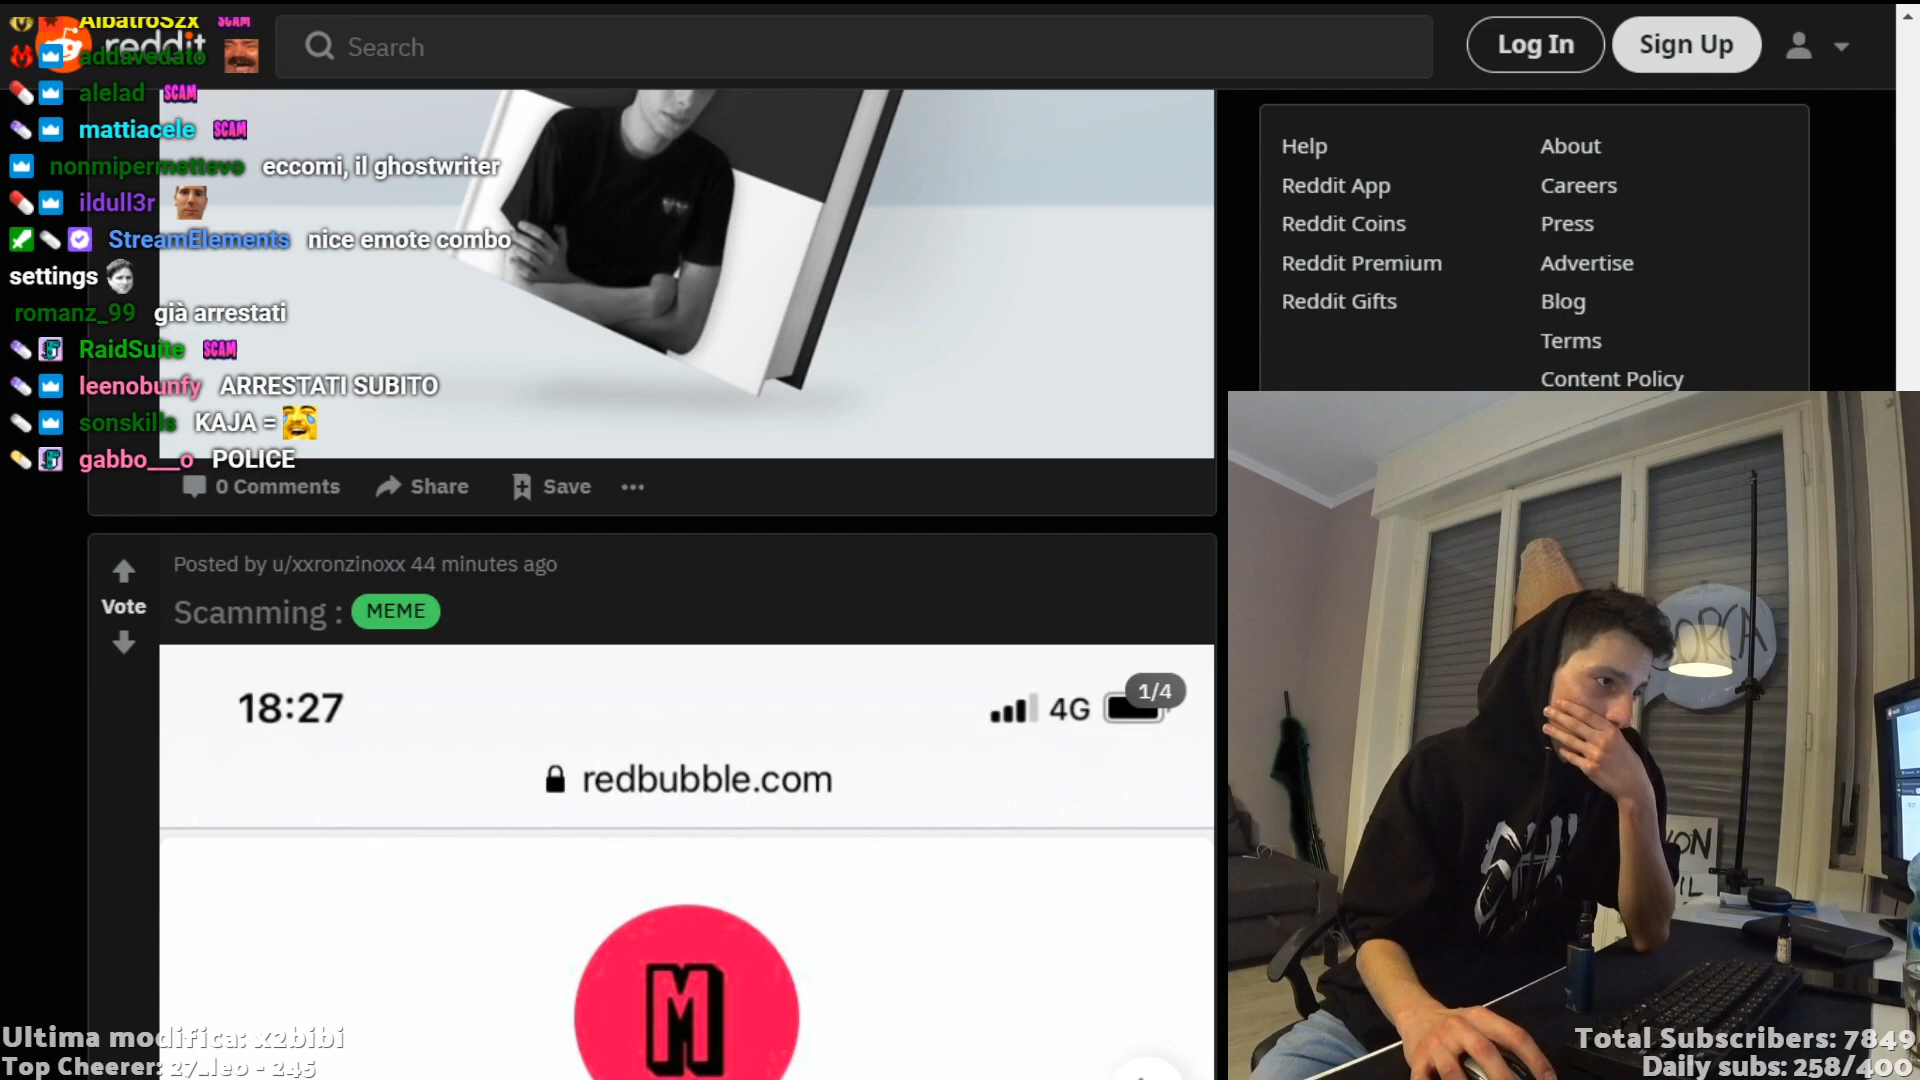 AlbatroSzx SCAM
reddit
Search
Log In
Sign Up
addavedato
alelad SCAM
mattiacele SCAM
nonmipermettevo eccomi, il ghostwriter
ildull3r
StreamElements nice emote combo
settings
romanz_99 già arrestati
RaidSuite SCAM
leenobunfy ARRESTATI SUBITO
sonskills KAJA =
gabbo___o POLICE
Help
About
Reddit App
Careers
Reddit Coins
Press
Reddit Premium
Advertise
Reddit Gifts
Blog
Terms
Content Policy
0 Comments
Share
Save
Posted by u/xxronzinoxx 44 minutes ago
Vote
Scamming : MEME
18:27
4G
1/4
redbubble.com
M
Ultima modifica: x2bibi
Top Cheerer: 27_leo - 245
Total Subscribers: 7849
Daily subs: 258/400